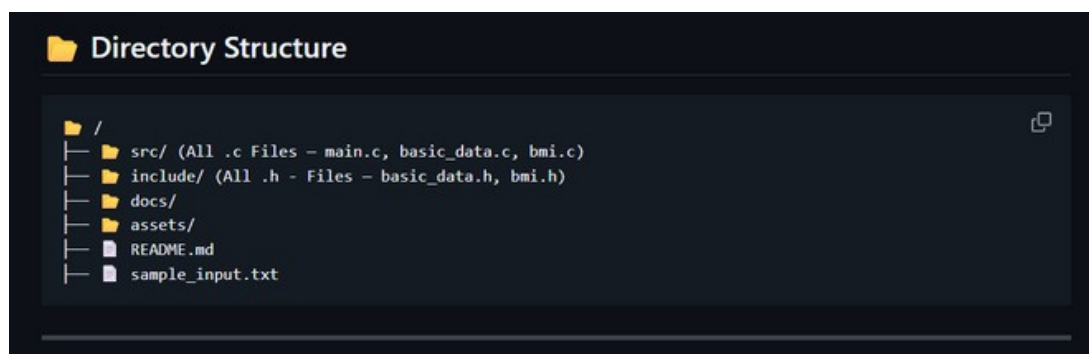 Directory Structure
/
├── src/ (All .c Files – main.c, basic_data.c, bmi.c)
├── include/ (All .h - Files – basic_data.h, bmi.h)
├── docs/
├── assets/
├── README.md
├── sample_input.txt